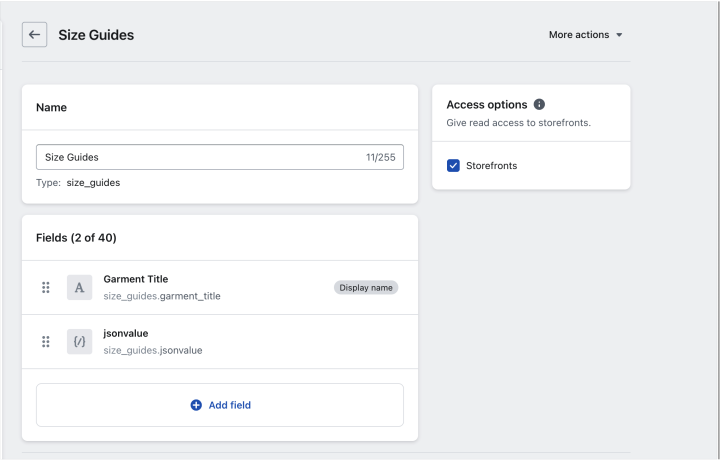 Size Guides
More actions
Name
Size Guides 11/255
Type: size_guides
Access options
Give read access to storefronts.
Storefronts
Fields (2 of 40)
A
Garment Title
size_guides.garment_title
Display name
{/}
jsonvalue
size_guides.jsonvalue
Add field